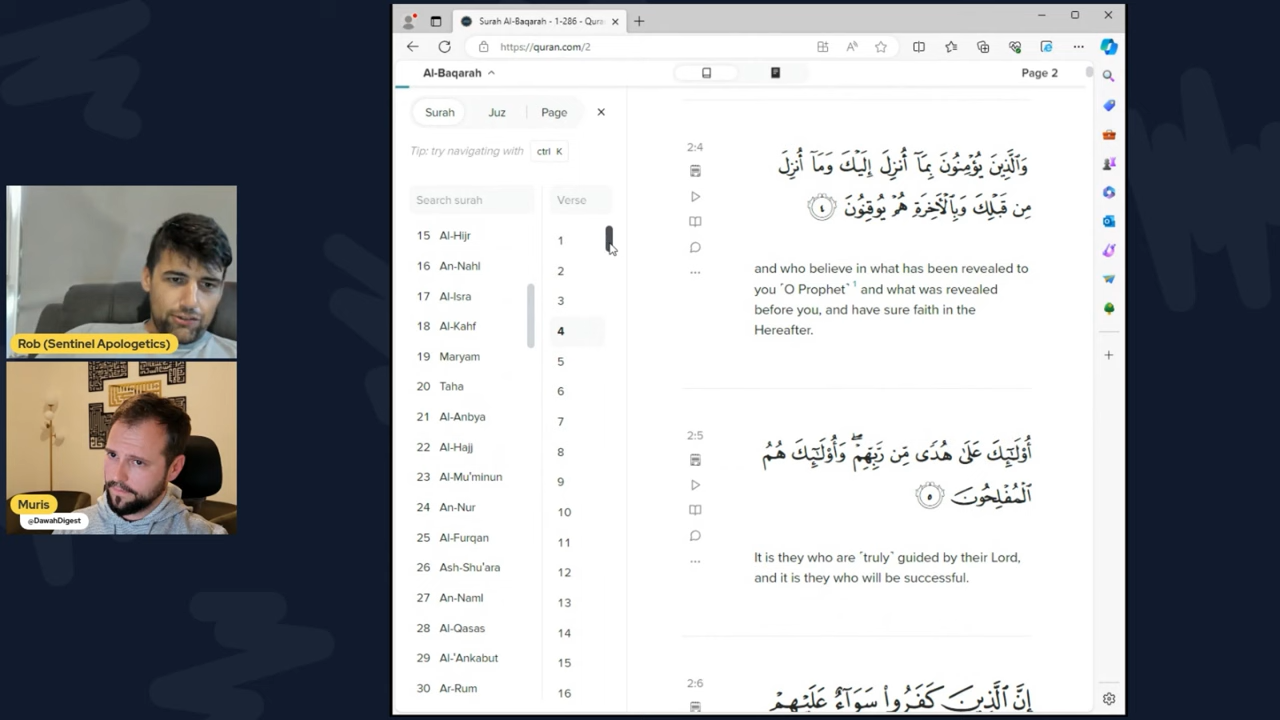 Surah Al-Baqarah - 1-286 - Qura
https://quran.com/2
Al-Baqarah
Page 2
Surah
Juz
Page
Tip: try navigating with ctrl K
Search surah
Verse
15 Al-Hijr
16 An-Nahl
17 Al-Isra
18 Al-Kahf
19 Maryam
20 Taha
21 Al-Anbya
22 Al-Hajj
23 Al-Mu'minun
24 An-Nur
25 Al-Furqan
26 Ash-Shu'ara
27 An-Naml
28 Al-Qasas
29 Al-'Ankabut
30 Ar-Rum
1
2
3
4
5
6
7
8
9
10
11
12
13
14
15
16
2:4
وَٱلَّذِينَ يُؤْمِنُونَ بِمَآ أُنزِلَ إِلَيْكَ وَمَآ أُنزِلَ
مِن قَبْلِكَ وَبِٱلْـَٔاخِرَةِ هُمْ يُوقِنُونَ ٤
and who believe in what has been revealed to
you ˹O Prophet˺ 1 and what was revealed
before you, and have sure faith in the
Hereafter.
2:5
أُو۟لَـٰٓئِكَ عَلَىٰ هُدًى مِّن رَّبِّهِمْ ۖ وَأُو۟لَـٰٓئِكَ هُمُ
ٱلْمُفْلِحُونَ ٥
It is they who are ˹truly˺ guided by their Lord,
and it is they who will be successful.
2:6
إِنَّ ٱلَّذِينَ كَفَرُوا۟ سَوَآءٌ عَلَيْهِمْ
Rob (Sentinel Apologetics)
Muris
@DawahDigest